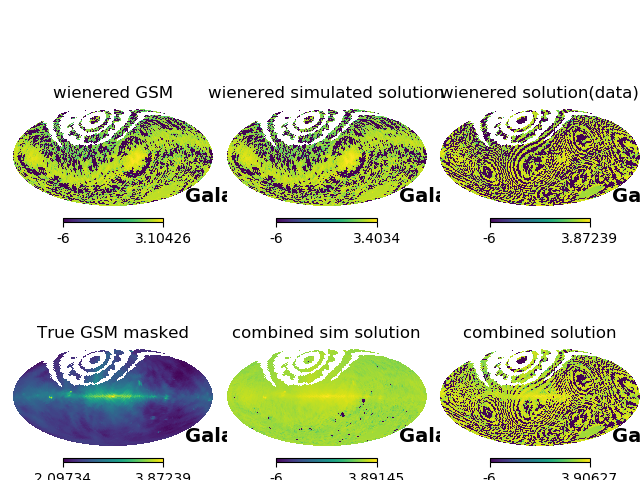 wienered GSM
wienered simulated solution
wienered solution(data)
Gala
Gala
Ga
-6 3.10426
-6 3.4034
-6 3.87239
True GSM masked
combined sim solution
combined solution
Gala
Gala
Ga
2.09734 3.87239
-6 3.89145
-6 3.90627